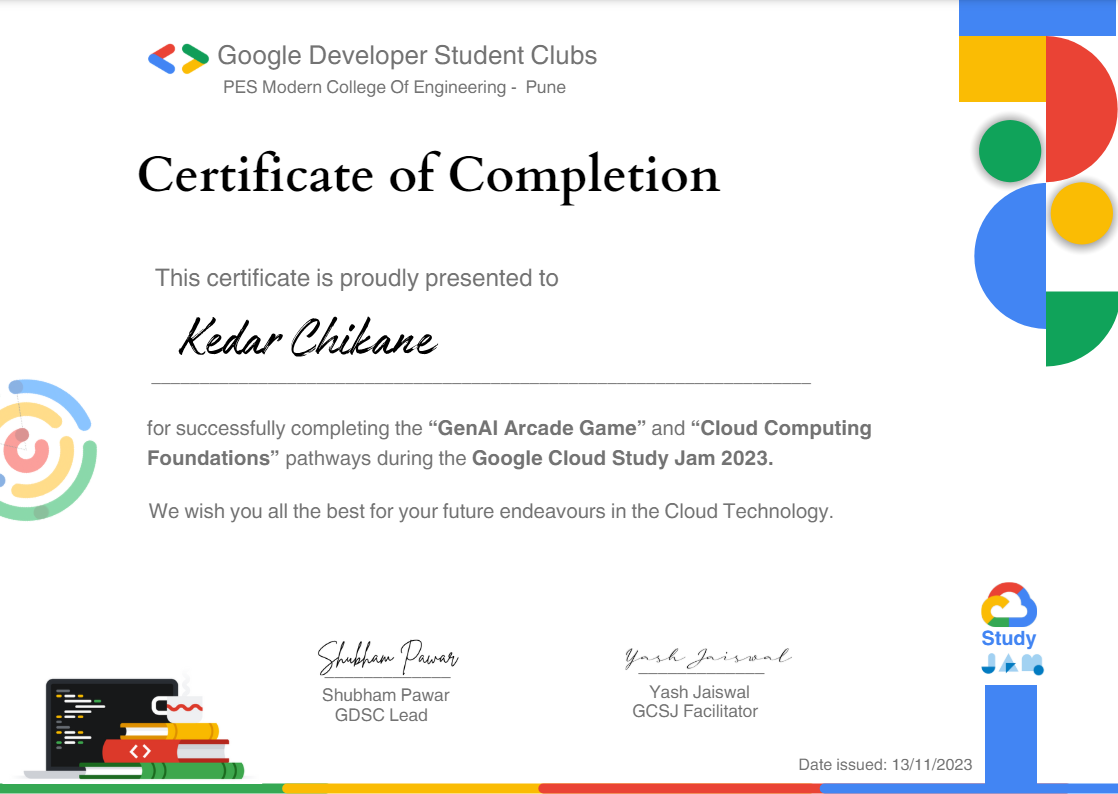 Google Developer Student Clubs
PES Modern College Of Engineering - Pune
Certificate of Completion
This certificate is proudly presented to
Kedar Chikane
for successfully completing the “GenAI Arcade Game” and “Cloud Computing
Foundations” pathways during the Google Cloud Study Jam 2023.
We wish you all the best for your future endeavours in the Cloud Technology.
Shubham Pawar
Shubham Pawar
GDSC Lead
Yash Jaiswal
Yash Jaiswal
GCSJ Facilitator
Study
JAM
Date issued: 13/11/2023